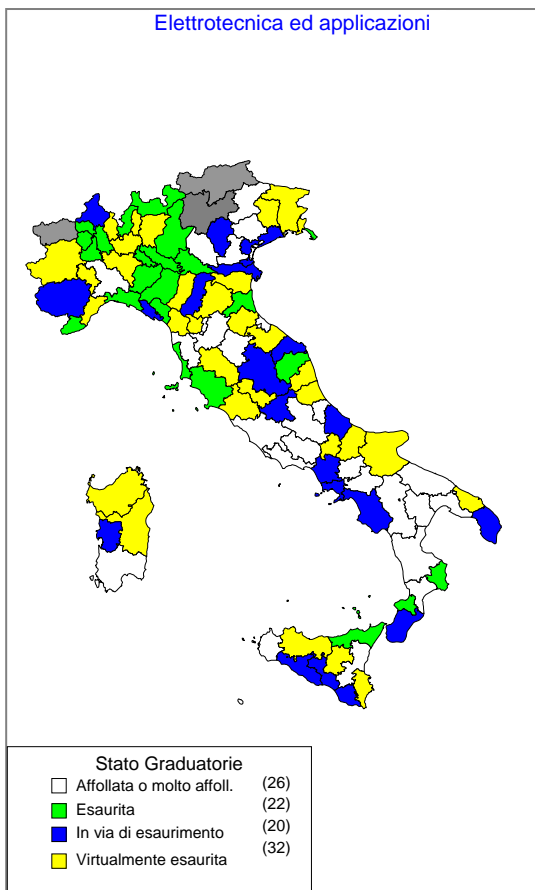 Elettrotecnica ed applicazioni
Stato Graduatorie
Affollata o molto affoll. (26)
Esaurita (22)
In via di esaurimento (20)
Virtualmente esaurita (32)